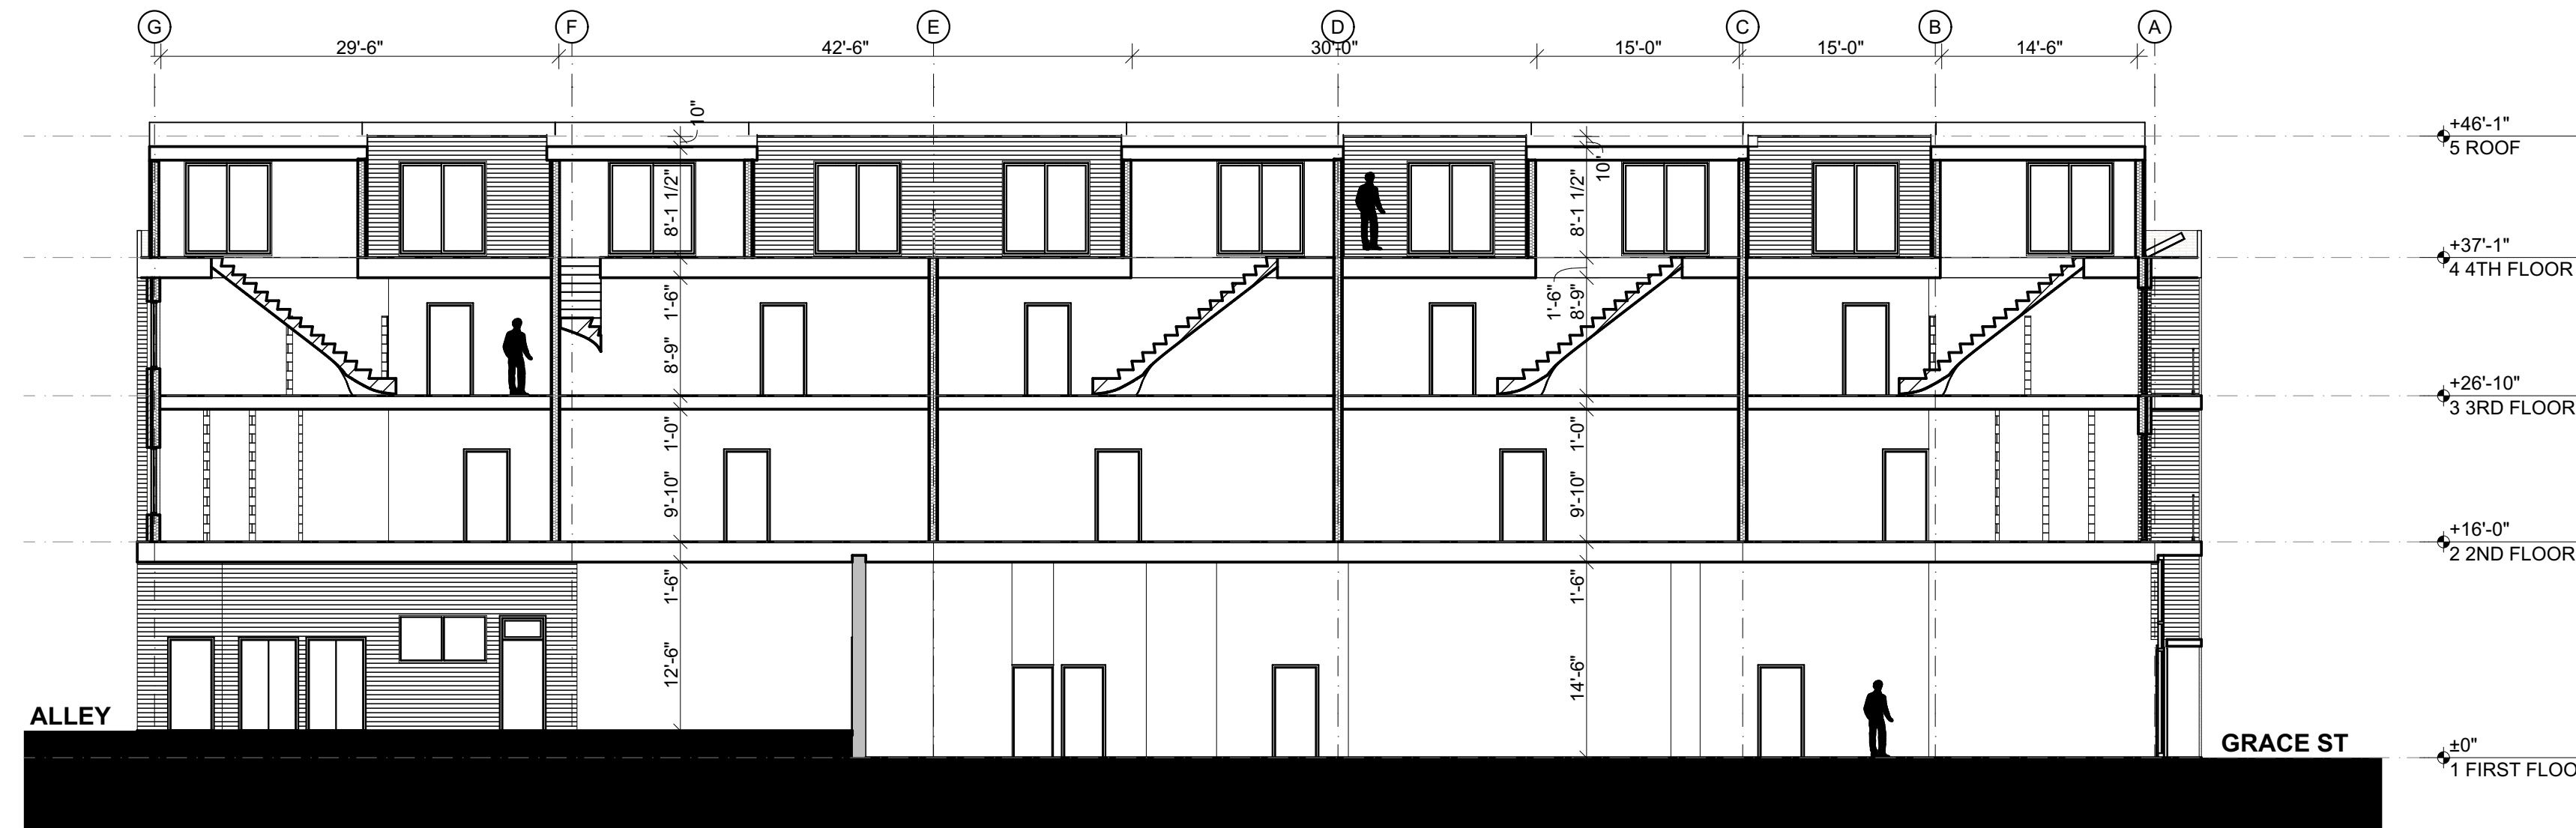 G F E D C B A
29'-6" 42'-6" 30'-0" 15'-0" 15'-0" 14'-6"
10"
10"
+46'-1"
5 ROOF
8'-1 1/2"
8'-1 1/2"
+37'-1"
4 4TH FLOOR
1'-6"
1'-6"
8'-9"
8'-9"
+26'-10"
3 3RD FLOOR
1'-0"
1'-0"
9'-10"
9'-10"
+16'-0"
2 2ND FLOOR
1'-6"
1'-6"
12'-6"
14'-6"
ALLEY
GRACE ST
±0"
1 FIRST FLOO